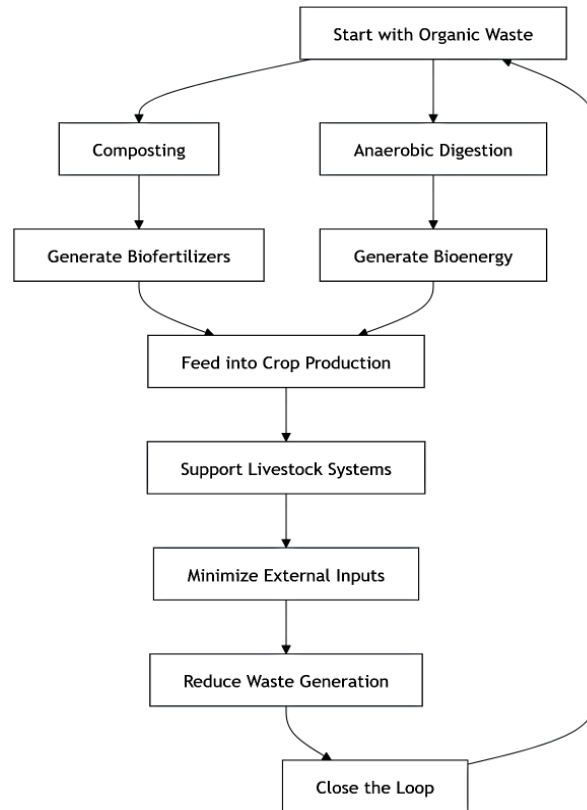 Start with Organic Waste
Composting
Anaerobic Digestion
Generate Biofertilizers
Generate Bioenergy
Feed into Crop Production
Support Livestock Systems
Minimize External Inputs
Reduce Waste Generation
Close the Loop